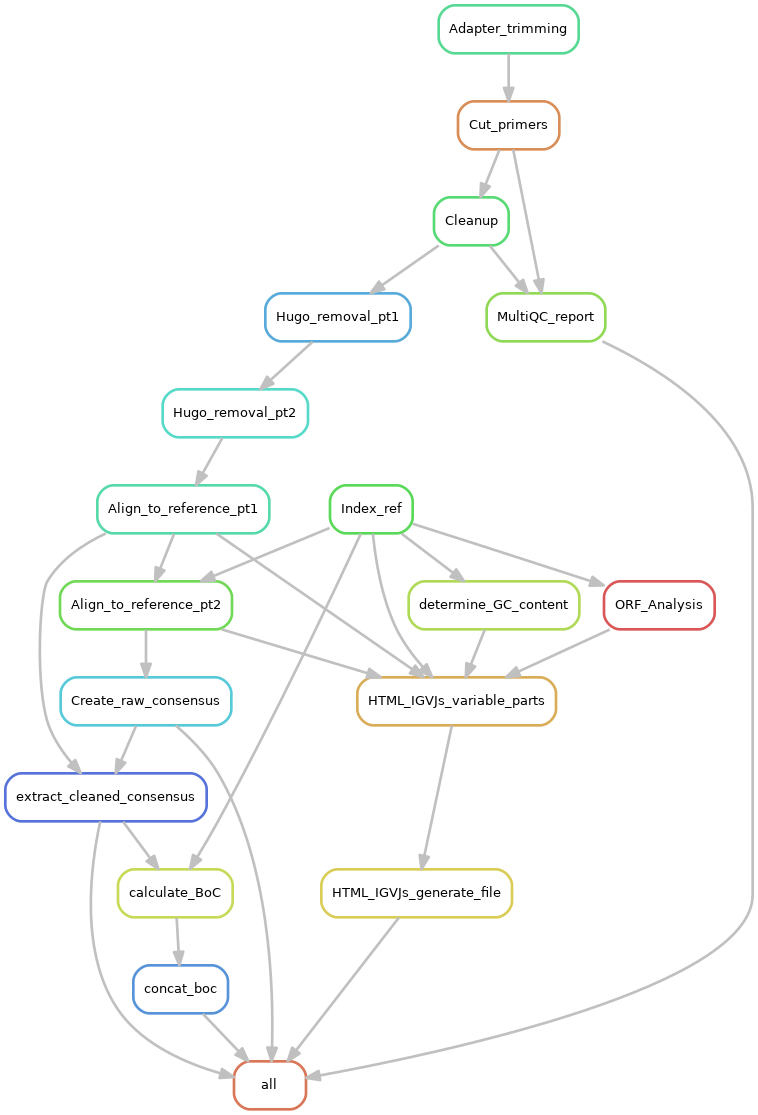 Adapter_trimming
Cut_primers
Cleanup
Hugo_removal_pt1
MultiQC_report
Hugo_removal_pt2
Align_to_reference_pt1
Index_ref
Align_to_reference_pt2
determine_GC_content
ORF_Analysis
Create_raw_consensus
HTML_IGVJs_variable_parts
extract_cleaned_consensus
calculate_BoC
HTML_IGVJs_generate_file
concat_boc
all